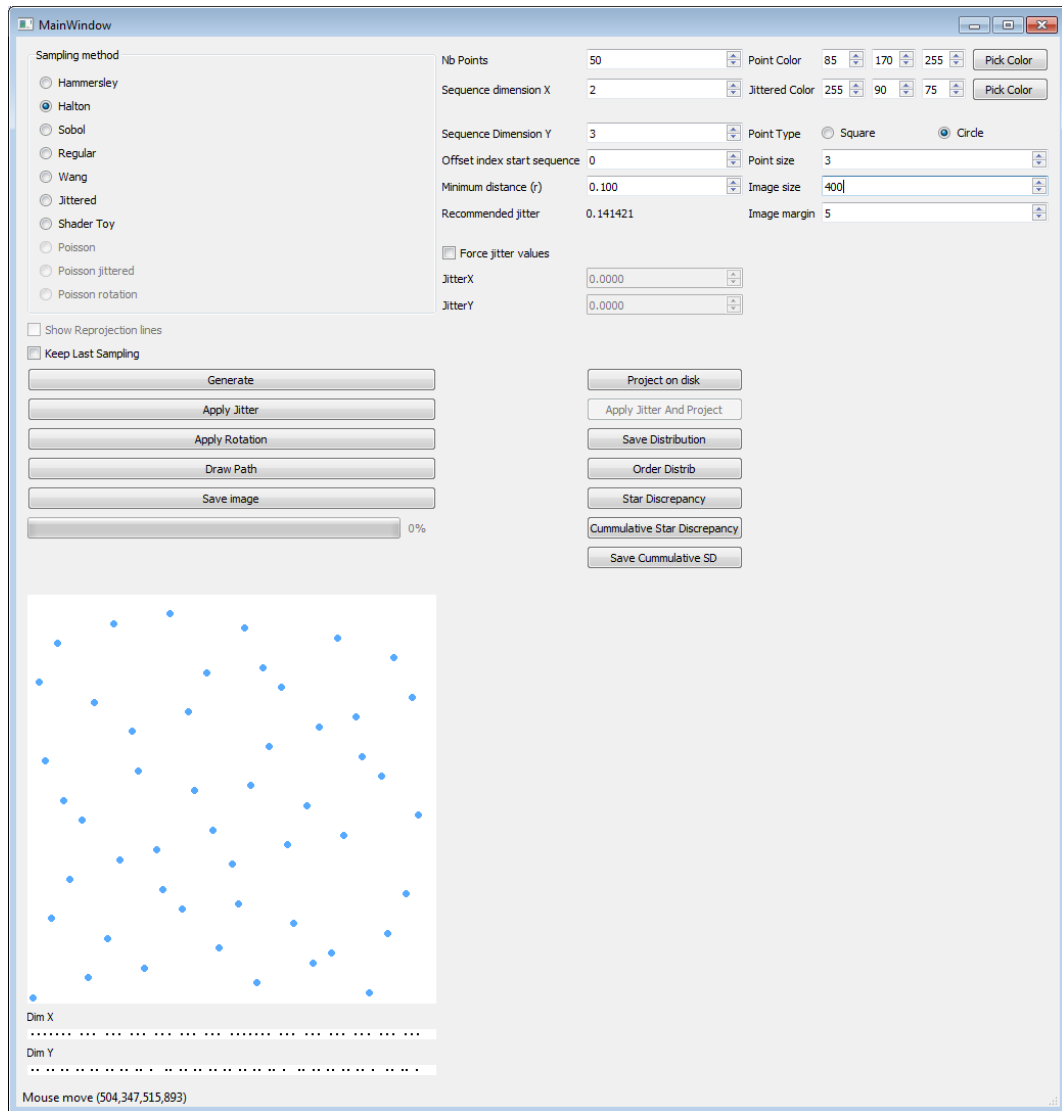 MainWindow
Sampling method
Hammersley
Halton
Sobol
Regular
Wang
Jittered
Shader Toy
Poisson
Poisson jittered
Poisson rotation
Show Reprojection lines
Keep Last Sampling
Nb Points 50 Point Color 85 170 255 Pick Color
Sequence dimension X 2 Jittered Color 255 90 75 Pick Color
Sequence Dimension Y 3 Point Type Square Circle
Offset index start sequence 0 Point size 3
Minimum distance (r) 0.100 Image size 400
Recommended jitter 0.141421 Image margin 5
Force jitter values
JitterX 0.0000
JitterY 0.0000
Generate Project on disk
Apply Jitter Apply Jitter And Project
Apply Rotation Save Distribution
Draw Path Order Distrib
Save image Star Discrepancy
0% Cummulative Star Discrepancy
Save Cummulative SD
Dim X
Dim Y
Mouse move (504,347,515,893)